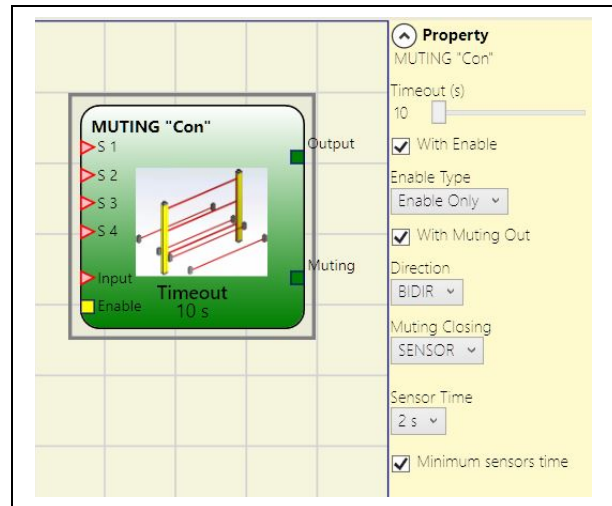 MUTING "Con"
S 1
S 2
S 3
S 4
Input
Enable
Output
Muting
Timeout
10 s
Property
MUTING "Con"
Timeout (s)
10
With Enable
Enable Type
Enable Only
With Muting Out
Direction
BIDIR
Muting Closing
SENSOR
Sensor Time
2 s
Minimum sensors time